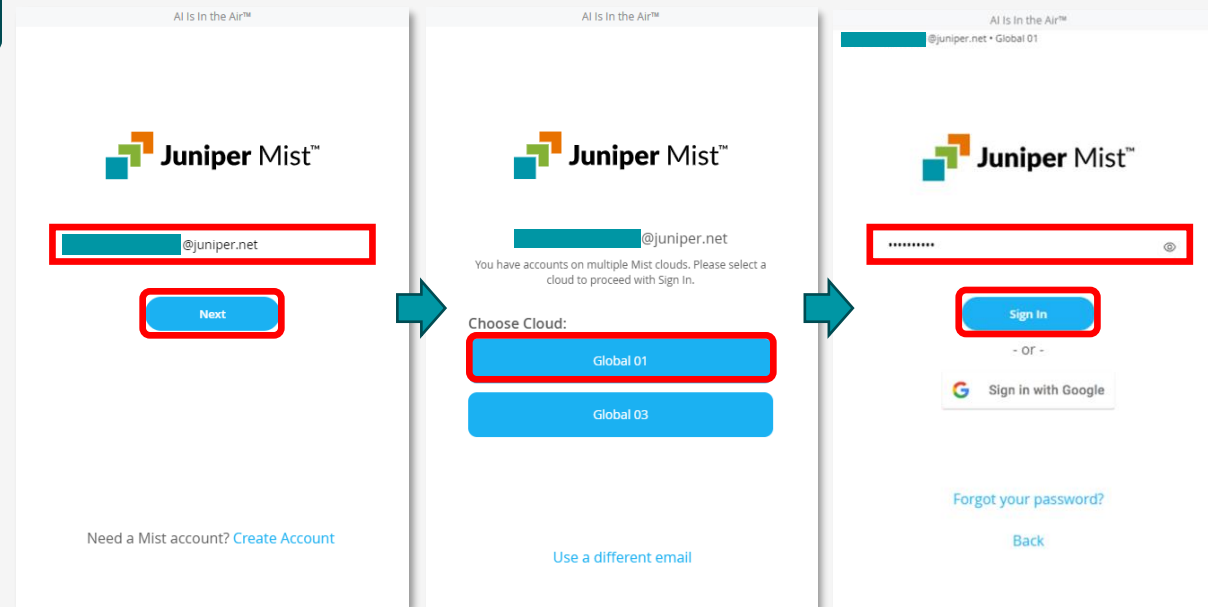 AI Is In the Air™
Juniper Mist™
@juniper.net
Next
Need a Mist account? Create Account
AI Is In the Air™
Juniper Mist™
@juniper.net
You have accounts on multiple Mist clouds. Please select a
cloud to proceed with Sign In.
Choose Cloud:
Global 01
Global 03
Use a different email
AI Is In the Air™
@juniper.net • Global 01
Juniper Mist™
••••••••••
Sign In
- or -
Sign in with Google
Forgot your password?
Back